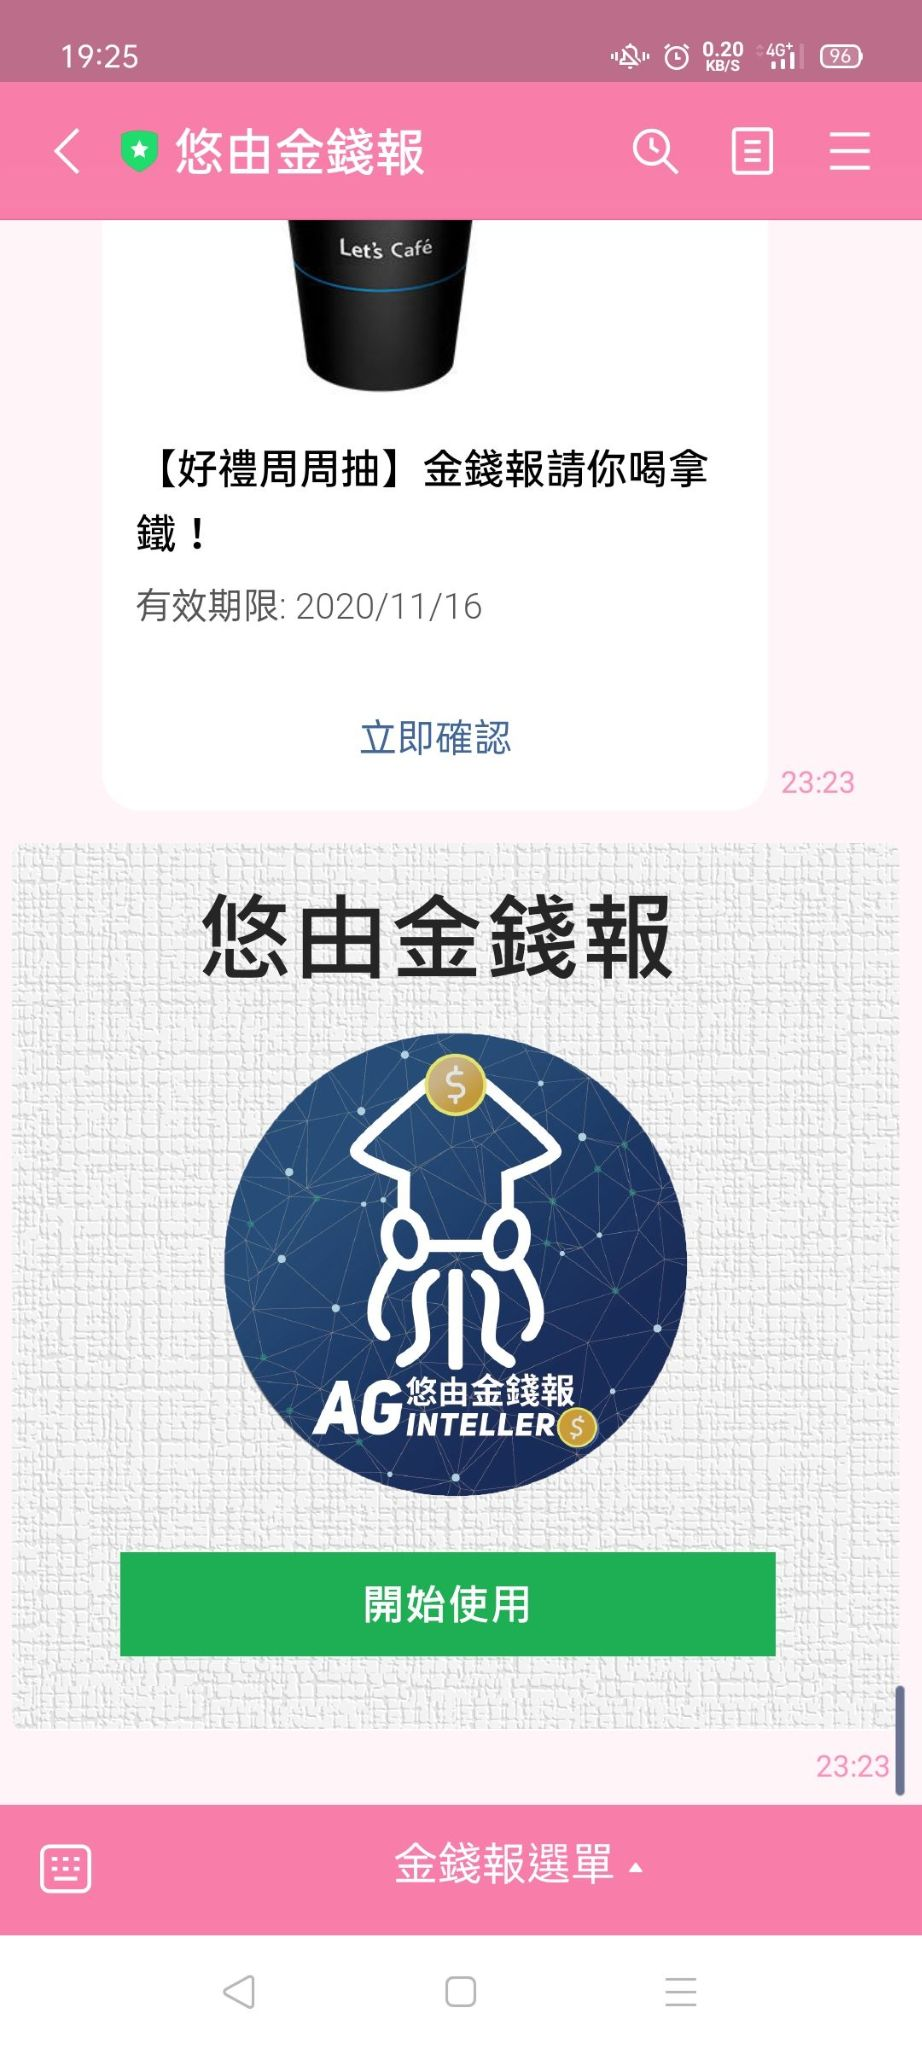 19:25
0.20
KB/S
4G+
96
悠由金錢報
Let's Café
【好禮周周抽】金錢報請你喝拿
鐵！
有效期限: 2020/11/16
立即確認
23:23
悠由金錢報
$
AG
悠由金錢報
INTELLER
$
開始使用
23:23
金錢報選單